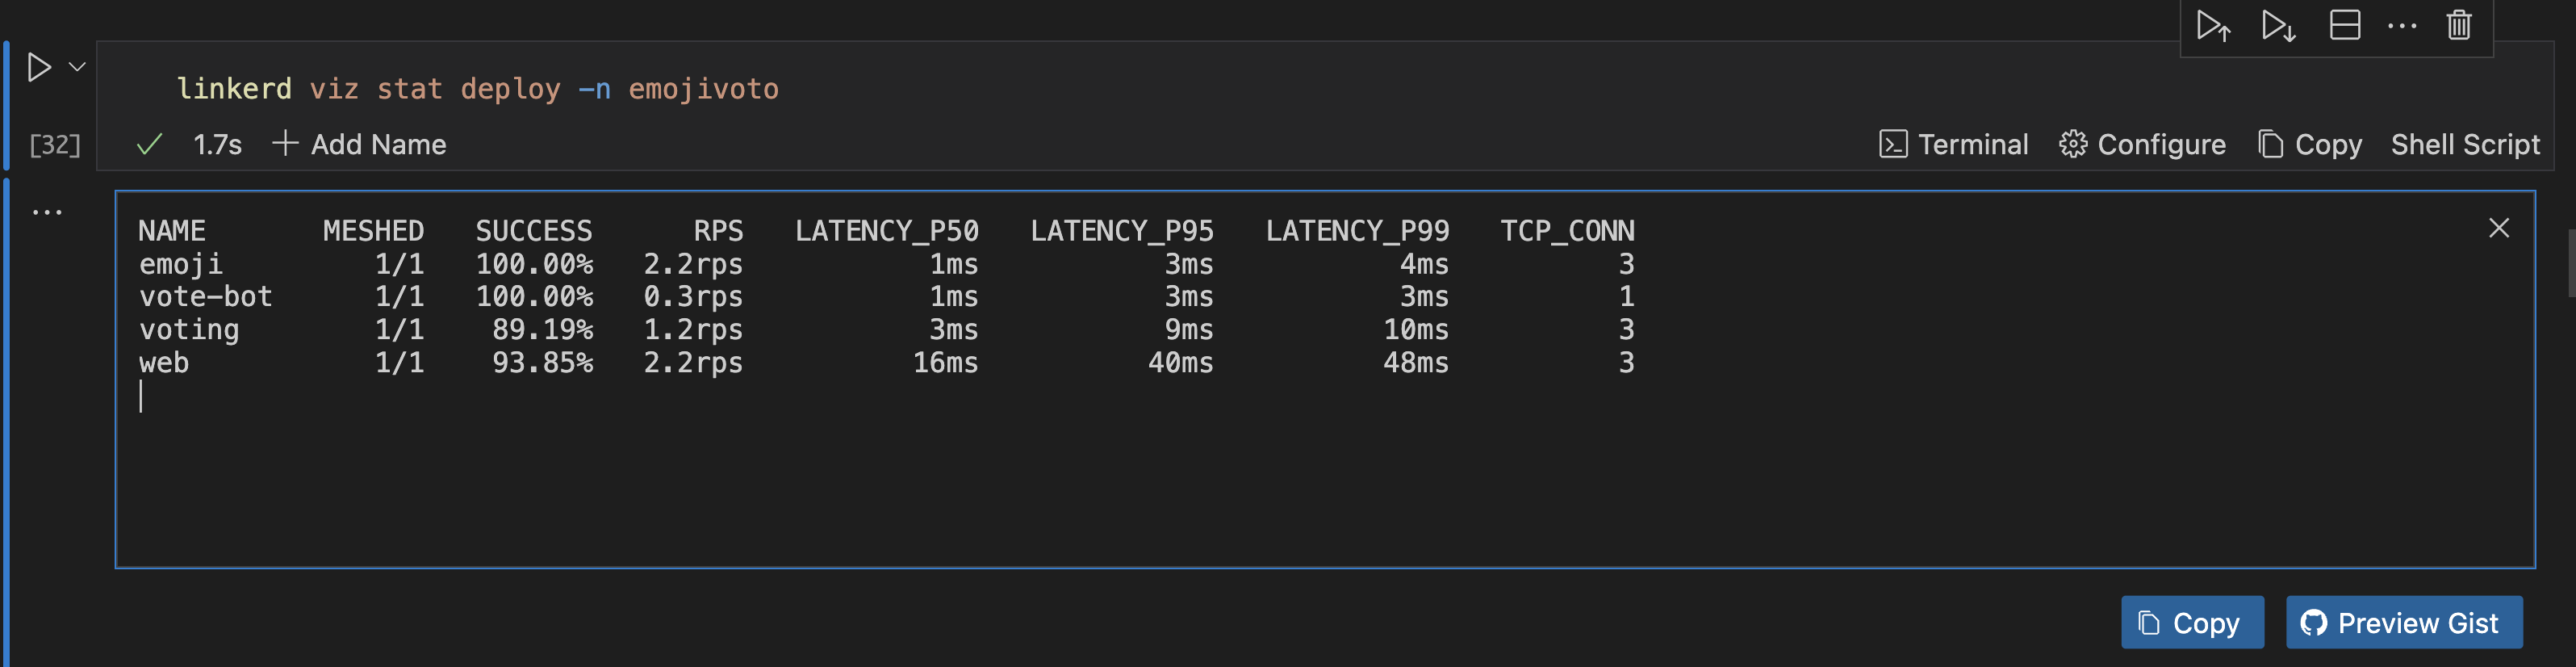 linkerd viz stat deploy -n emojivoto
[32] 1.7s Add Name Terminal Configure Copy Shell Script
NAME MESHED SUCCESS RPS LATENCY_P50 LATENCY_P95 LATENCY_P99 TCP_CONN
emoji 1/1 100.00% 2.2rps 1ms 3ms 4ms 3
vote-bot 1/1 100.00% 0.3rps 1ms 3ms 3ms 1
voting 1/1 89.19% 1.2rps 3ms 9ms 10ms 3
web 1/1 93.85% 2.2rps 16ms 40ms 48ms 3
Copy Preview Gist